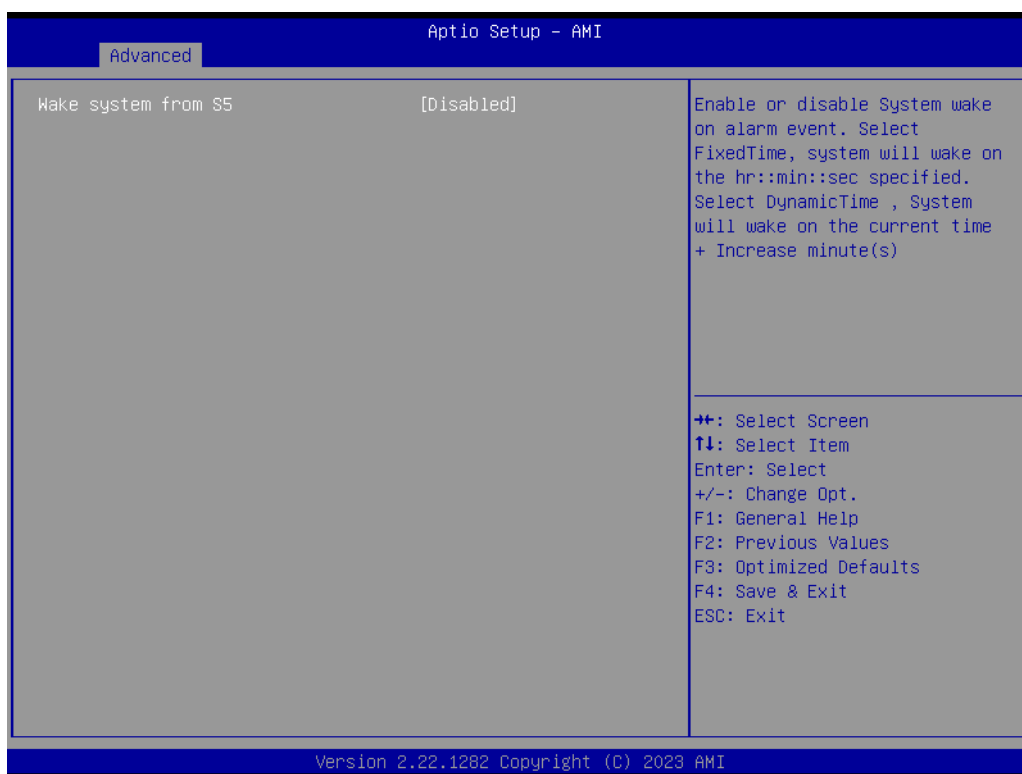 Aptio Setup – AMI
Advanced
Wake system from S5 [Disabled]
Enable or disable System wake
on alarm event. Select
FixedTime, system will wake on
the hr::min::sec specified.
Select DynamicTime , System
will wake on the current time
+ Increase minute(s)
→←: Select Screen
↑↓: Select Item
Enter: Select
+/-: Change Opt.
F1: General Help
F2: Previous Values
F3: Optimized Defaults
F4: Save & Exit
ESC: Exit
Version 2.22.1282 Copyright (C) 2023 AMI